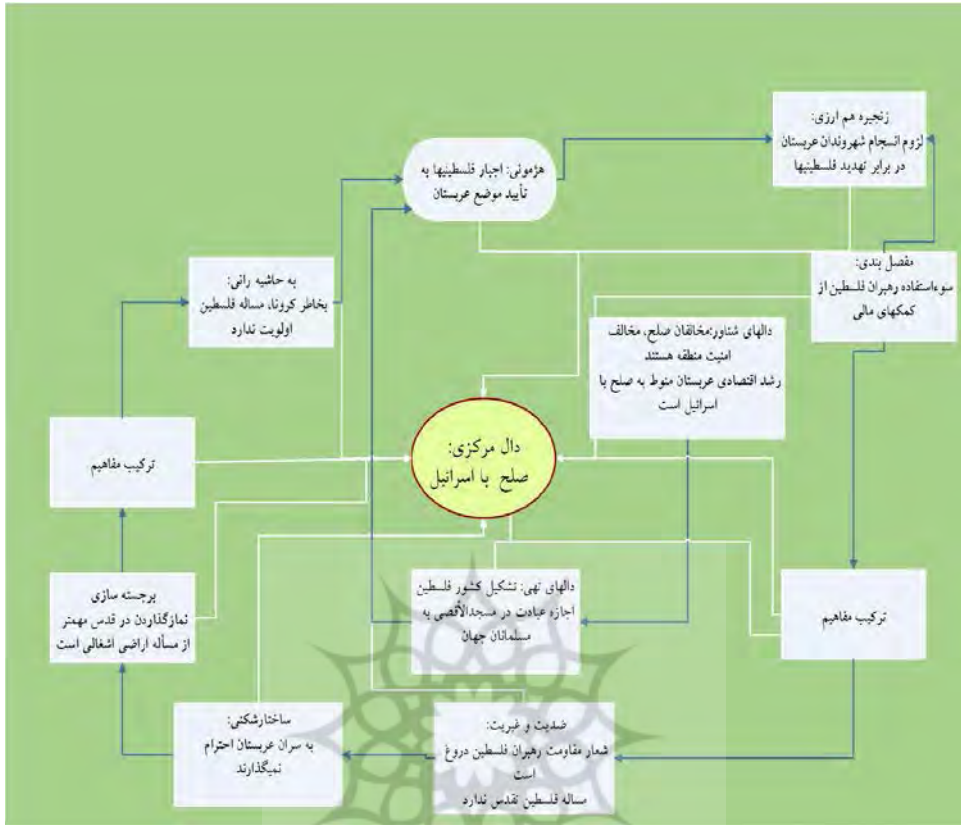 زنجیره هم ارزی:
لزوم انسجام شهروندان عربستان
در برابر تهدید فلسطینیها
هژمونی: اجبار فلسطینیها به
تأیید موضع عربستان
مفصل بندی:
سوءاستفاده رهبران فلسطین از
کمکهای مالی
به حاشیه رانی:
بخاطر کرونا، مساله فلسطین
اولویت ندارد
دالهای شناور:مخالفان صلح، مخالف
امنیت منطقه هستند
رشد اقتصادی عربستان منوط به صلح با
اسرائیل است
دال مرکزی:
صلح با اسرائیل
ترکیب مفاهیم
دالهای تهی: تشکیل کشور فلسطین
اجازه عبادت در مسجدالأقصی به
مسلمانان جهان
ترکیب مفاهیم
برجسته سازی
نمازگذاردن در قدس مهمتر
از مسأله اراضی اشغالی است
ضدیت و غیریت:
شعار مقاومت رهبران فلسطین دروغ
است
مساله فلسطین تقدس ندارد
ساختارشکنی:
به سران عربستان احترام
نمیگذارند